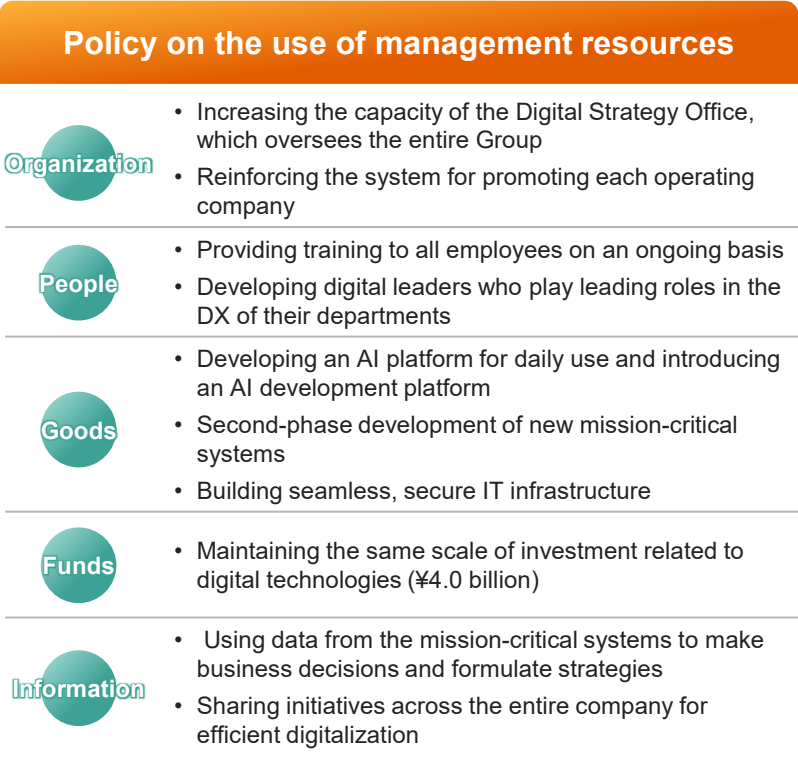 Policy on the use of management resources
Organization
• Increasing the capacity of the Digital Strategy Office,
which oversees the entire Group
• Reinforcing the system for promoting each operating
company
People
• Providing training to all employees on an ongoing basis
• Developing digital leaders who play leading roles in the
DX of their departments
Goods
• Developing an AI platform for daily use and introducing
an AI development platform
• Second-phase development of new mission-critical
systems
• Building seamless, secure IT infrastructure
Funds
• Maintaining the same scale of investment related to
digital technologies (¥4.0 billion)
Information
• Using data from the mission-critical systems to make
business decisions and formulate strategies
• Sharing initiatives across the entire company for
efficient digitalization